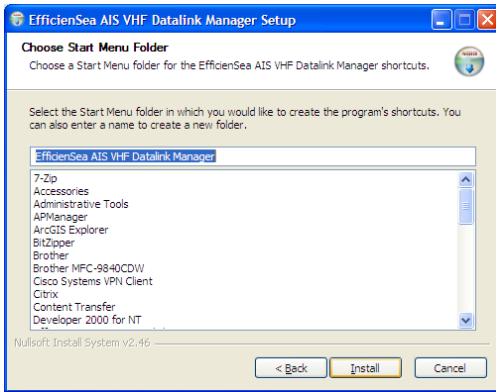 EfficienSea AIS VHF Datalink Manager Setup
Choose Start Menu Folder
Choose a Start Menu folder for the EfficienSea AIS VHF Datalink Manager shortcuts.
Select the Start Menu folder in which you would like to create the program's shortcuts. You
can also enter a name to create a new folder.
EfficienSea AIS VHF Datalink Manager
7-Zip
Accessories
Administrative Tools
APManager
ArcGIS Explorer
BitZipper
Brother
Brother MFC-9840CDW
Cisco Systems VPN Client
Citrix
Content Transfer
Developer 2000 for NT
Nullsoft Install System v2.46
< Back Install Cancel